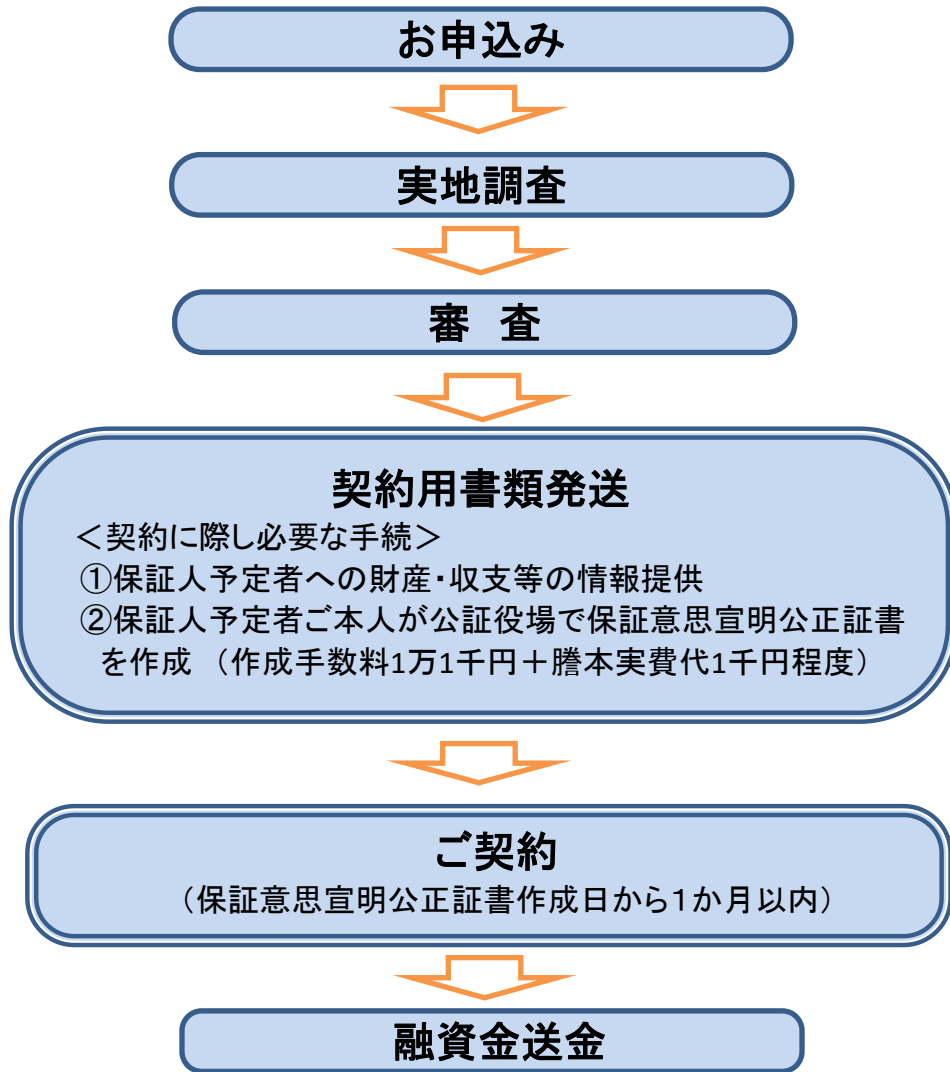 お申込み
実地調査
審　査
契約用書類発送
＜契約に際し必要な手続＞
①保証人予定者への財産・収支等の情報提供
②保証人予定者ご本人が公証役場で保証意思宣明公正証書
を作成　（作成手数料1万1千円＋謄本実費代1千円程度）
ご契約
（保証意思宣明公正証書作成日から１か月以内）
融資金送金